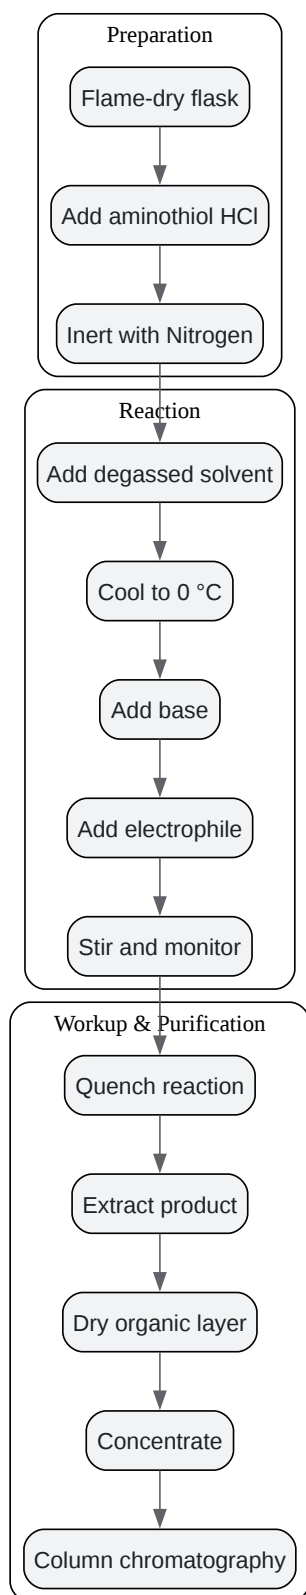 Preparation
Flame-dry flask
Add aminothiol HCl
Inert with Nitrogen
Reaction
Add degassed solvent
Cool to 0 °C
Add base
Add electrophile
Stir and monitor
Workup & Purification
Quench reaction
Extract product
Dry organic layer
Concentrate
Column chromatography